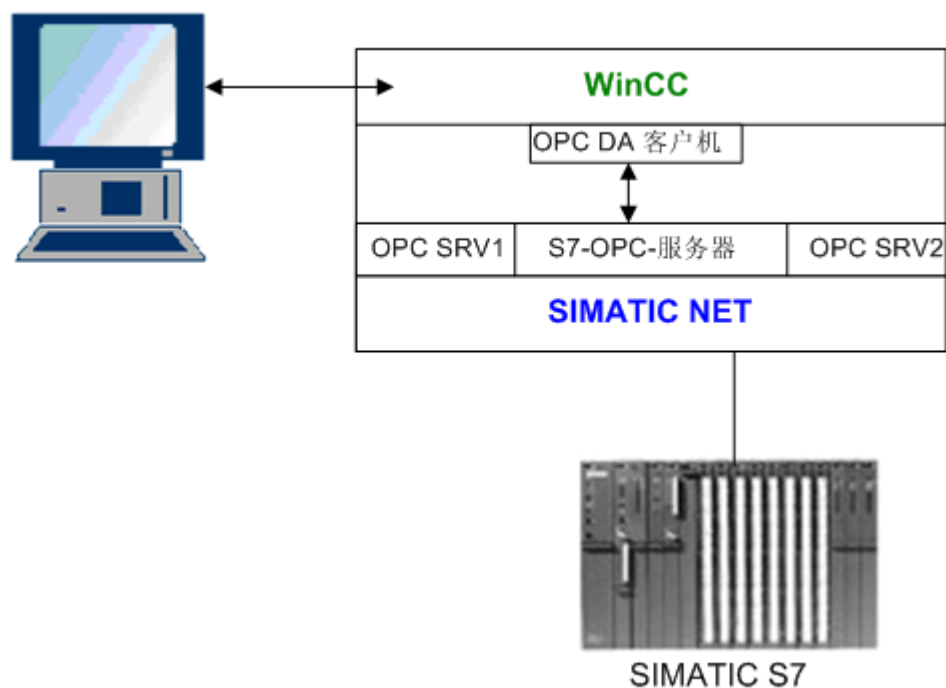 WinCC
OPC DA 客户机
OPC SRV1
S7-OPC-服务器
OPC SRV2
SIMATIC NET
SIMATIC S7